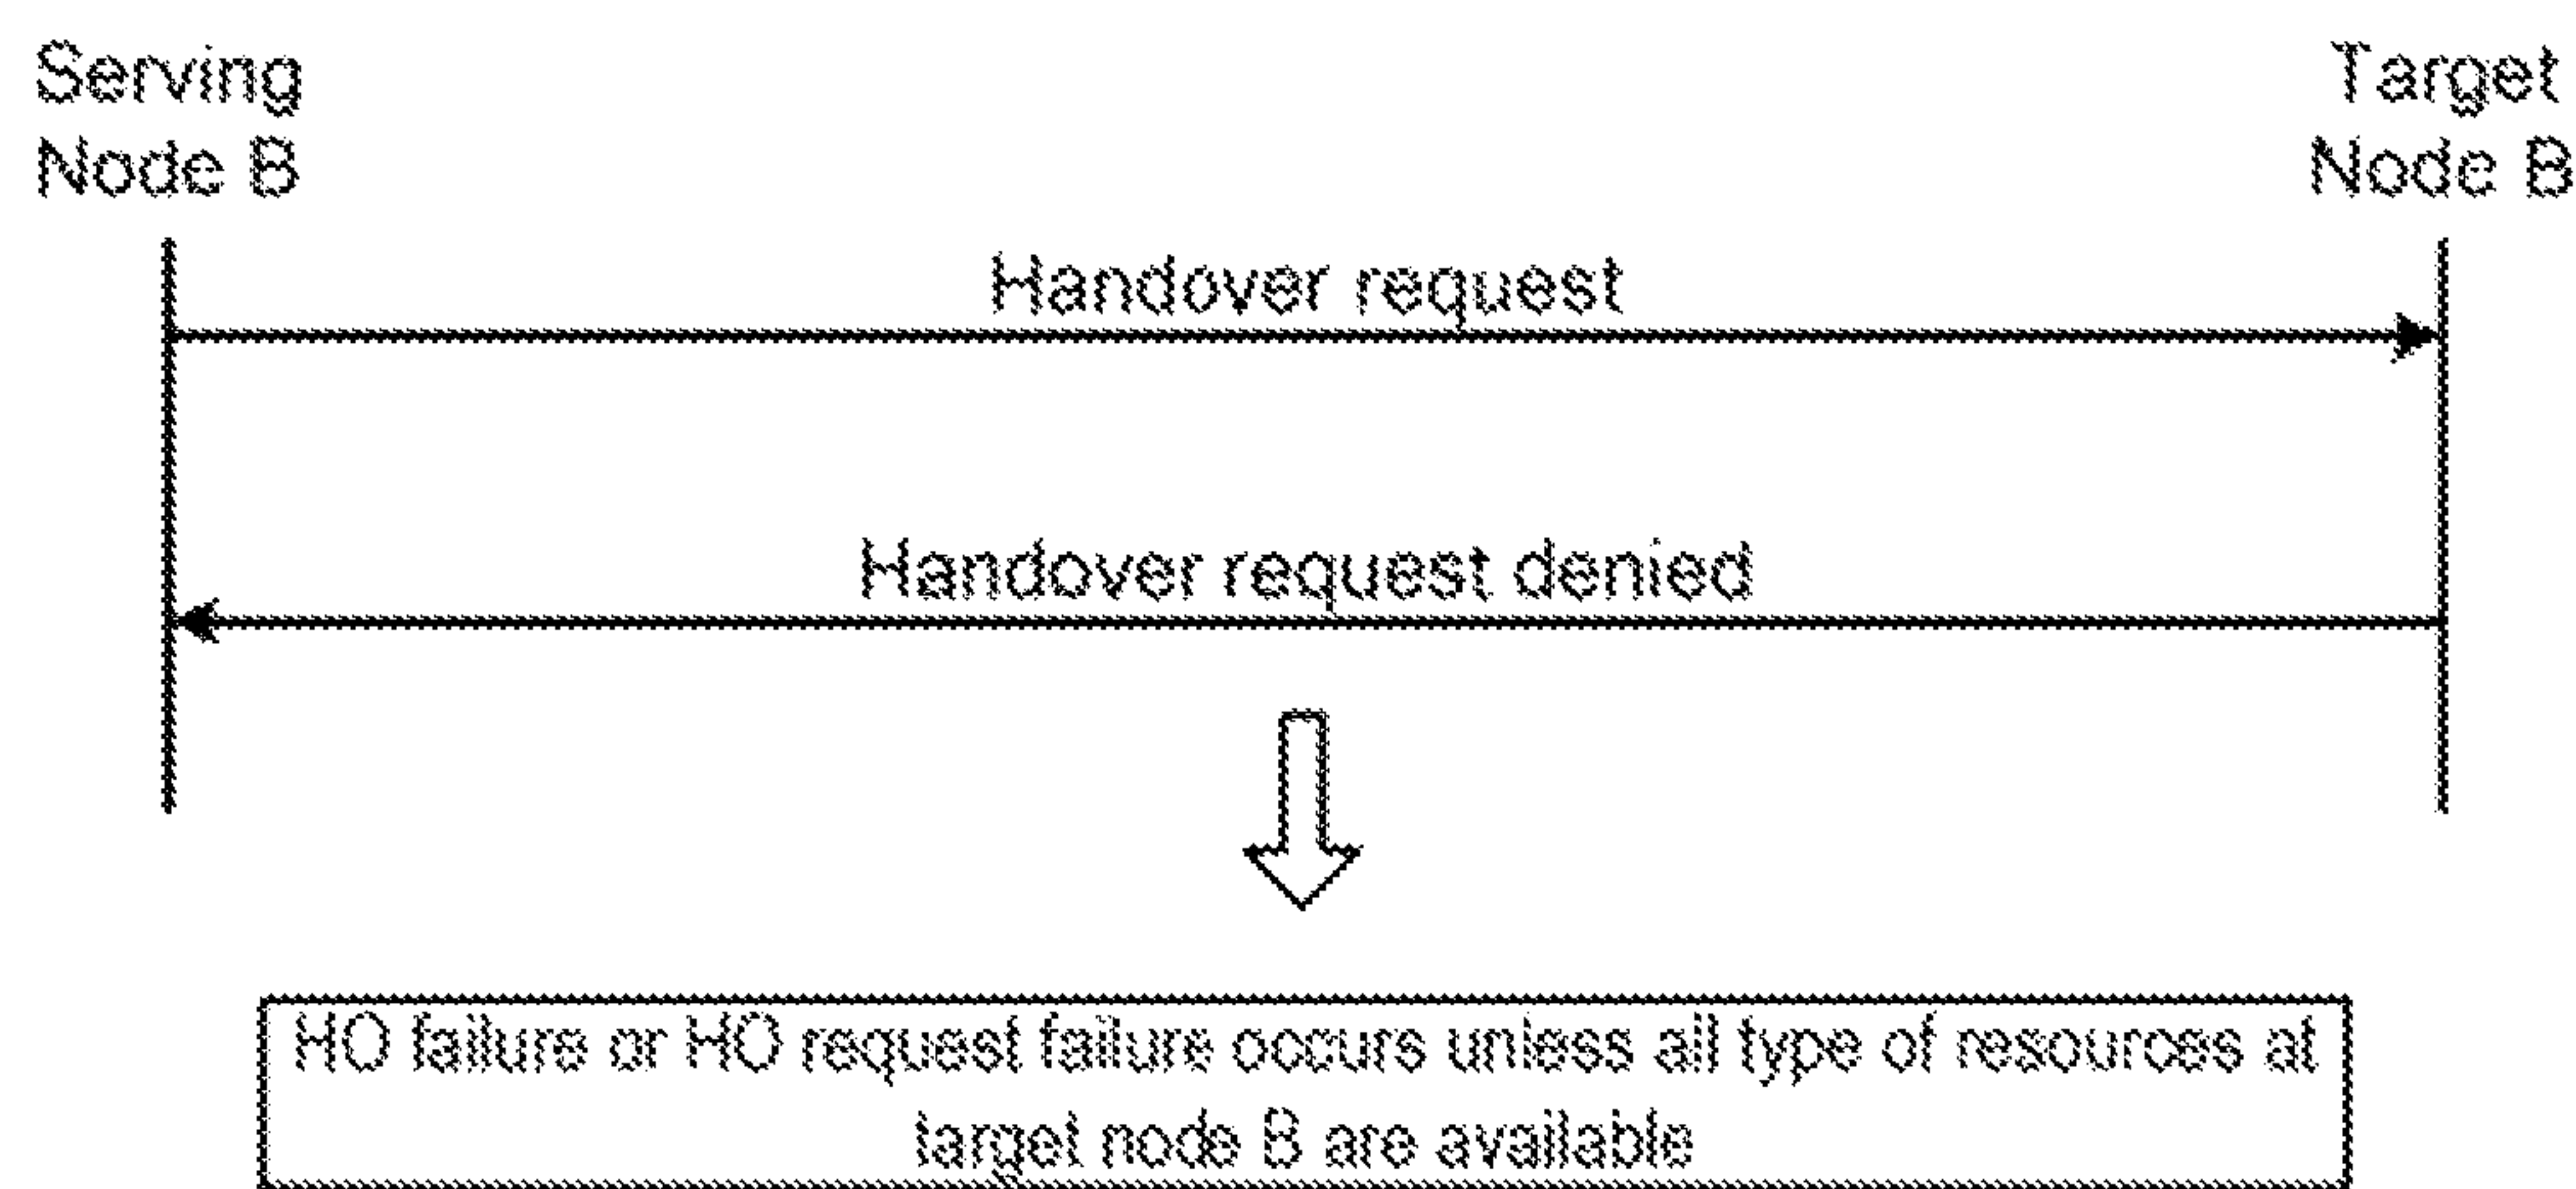 Serving
Node B
Target
Node B
Handover request
Handover request denied
HO failure or HO request failure occurs unless all type of resources at
target node B are available